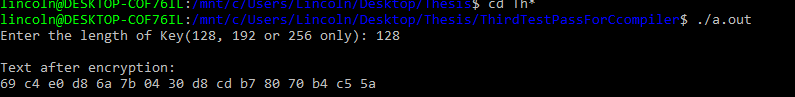 lincoln@DESKTOP-COF76IL:/mnt/c/Users/Lincoln/Desktop/Thesis$ cd Th*
lincoln@DESKTOP-COF76IL:/mnt/c/Users/Lincoln/Desktop/Thesis/ThirdTestPassForCcompiler$ ./a.out
Enter the length of Key(128, 192 or 256 only): 128
Text after encryption:
69 c4 e0 d8 6a 7b 04 30 d8 cd b7 80 70 b4 c5 5a